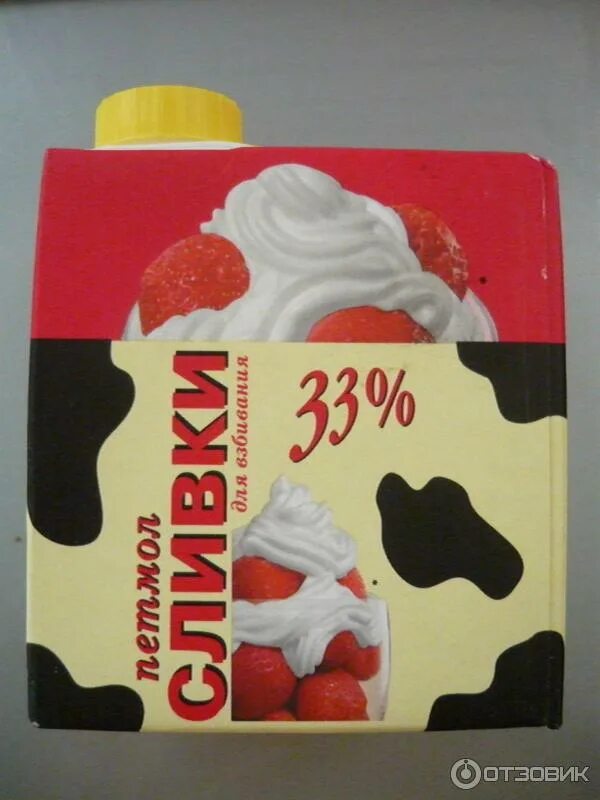 петмол
СЛИВКИ
для взбивания
33%
ОТЗОВИК